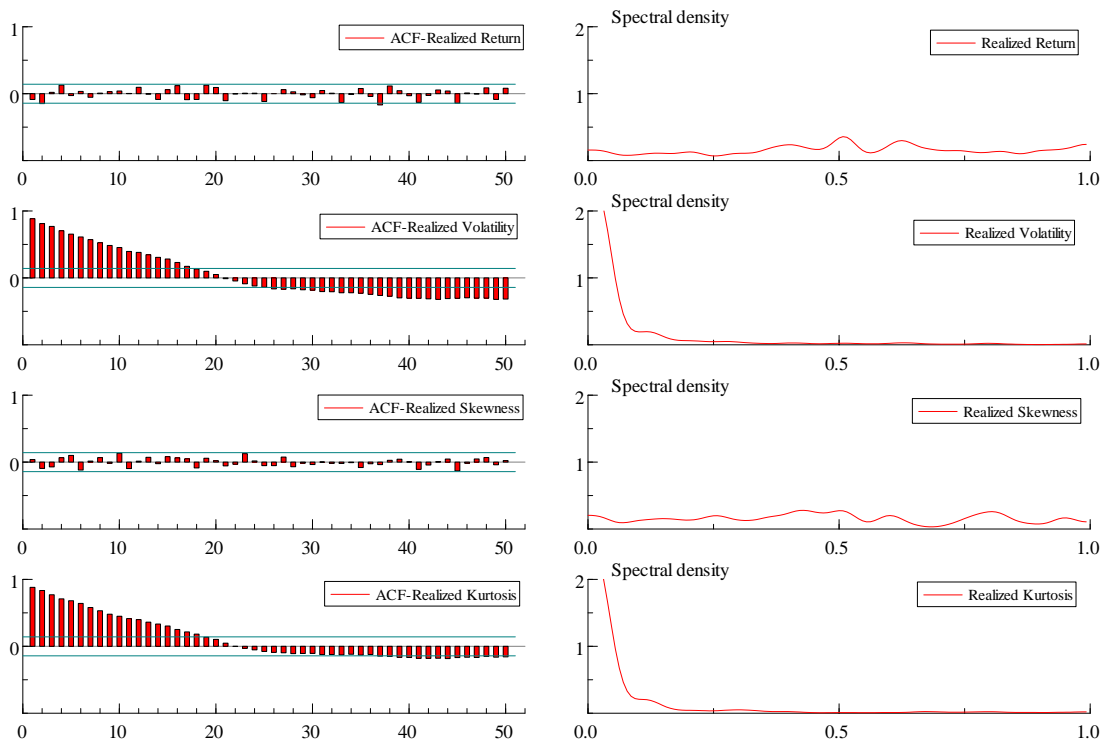 Spectral density
1
ACF-Realized Return
2
Realized Return
0
1
0 10 20 30 40 50
0.0 0.5 1.0
Spectral density
1
ACF-Realized Volatility
2
Realized Volatility
0
1
0 10 20 30 40 50
0.0 0.5 1.0
Spectral density
1
ACF-Realized Skewness
2
Realized Skewness
0
1
0 10 20 30 40 50
0.0 0.5 1.0
Spectral density
1
ACF-Realized Kurtosis
2
Realized Kurtosis
0
1
0 10 20 30 40 50
0.0 0.5 1.0